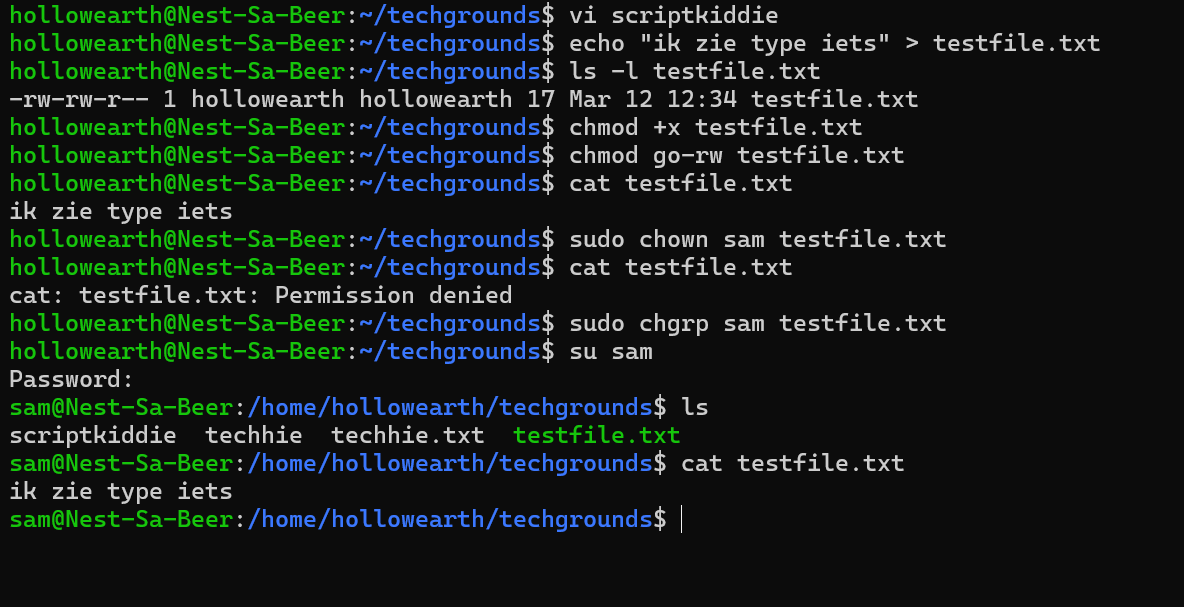 hollowearth@Nest-Sa-Beer:~/techgrounds$ vi scriptkiddie
hollowearth@Nest-Sa-Beer:~/techgrounds$ echo "ik zie type iets" > testfile.txt
hollowearth@Nest-Sa-Beer:~/techgrounds$ ls -l testfile.txt
-rw-rw-r-- 1 hollowearth hollowearth 17 Mar 12 12:34 testfile.txt
hollowearth@Nest-Sa-Beer:~/techgrounds$ chmod +x testfile.txt
hollowearth@Nest-Sa-Beer:~/techgrounds$ chmod go-rw testfile.txt
hollowearth@Nest-Sa-Beer:~/techgrounds$ cat testfile.txt
ik zie type iets
hollowearth@Nest-Sa-Beer:~/techgrounds$ sudo chown sam testfile.txt
hollowearth@Nest-Sa-Beer:~/techgrounds$ cat testfile.txt
cat: testfile.txt: Permission denied
hollowearth@Nest-Sa-Beer:~/techgrounds$ sudo chgrp sam testfile.txt
hollowearth@Nest-Sa-Beer:~/techgrounds$ su sam
Password:
sam@Nest-Sa-Beer:/home/hollowearth/techgrounds$ ls
scriptkiddie  techhie  techhie.txt  testfile.txt
sam@Nest-Sa-Beer:/home/hollowearth/techgrounds$ cat testfile.txt
ik zie type iets
sam@Nest-Sa-Beer:/home/hollowearth/techgrounds$